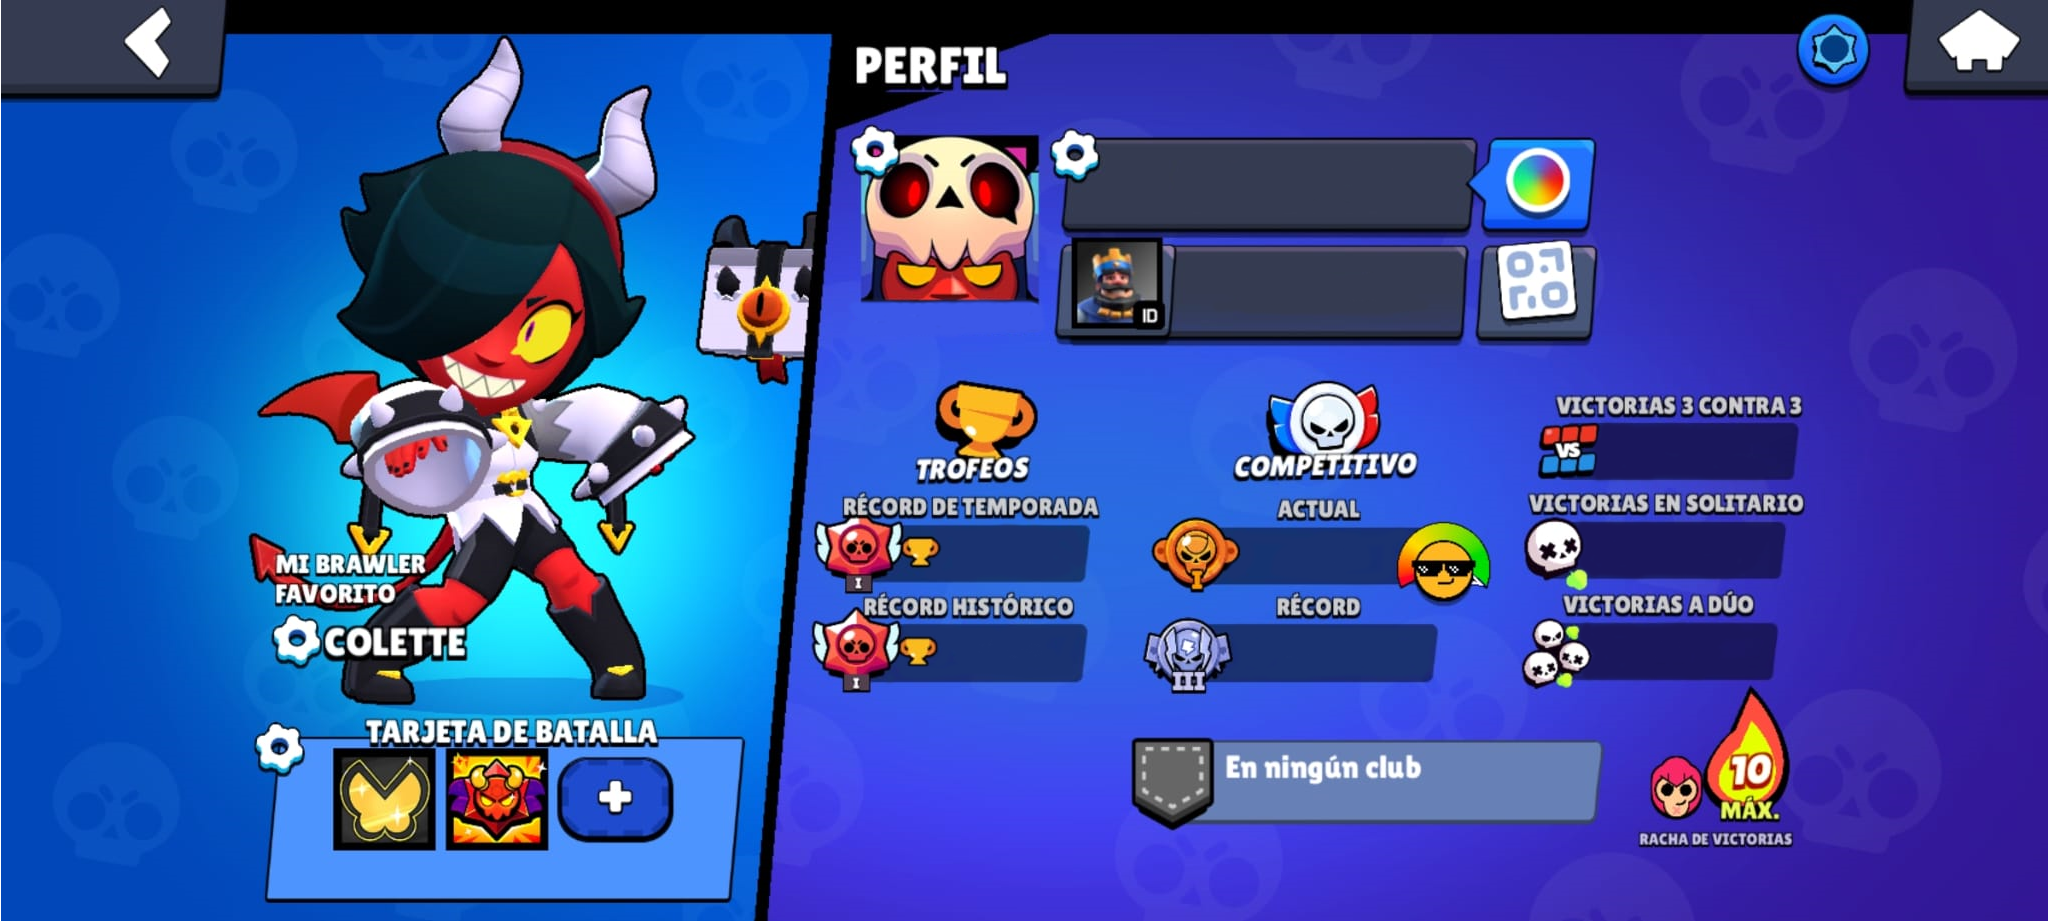 PERFIL
ID
MI BRAWLER
FAVORITO
COLETTE
TARJETA DE BATALLA
TROFEOS
RÉCORD DE TEMPORADA
I
RÉCORD HISTÓRICO
I
COMPETITIVO
ACTUAL
I
RÉCORD
III
VICTORIAS 3 CONTRA 3
VS
VICTORIAS EN SOLITARIO
VICTORIAS A DÚO
En ningún club
10
MÁX.
RACHA DE VICTORIAS